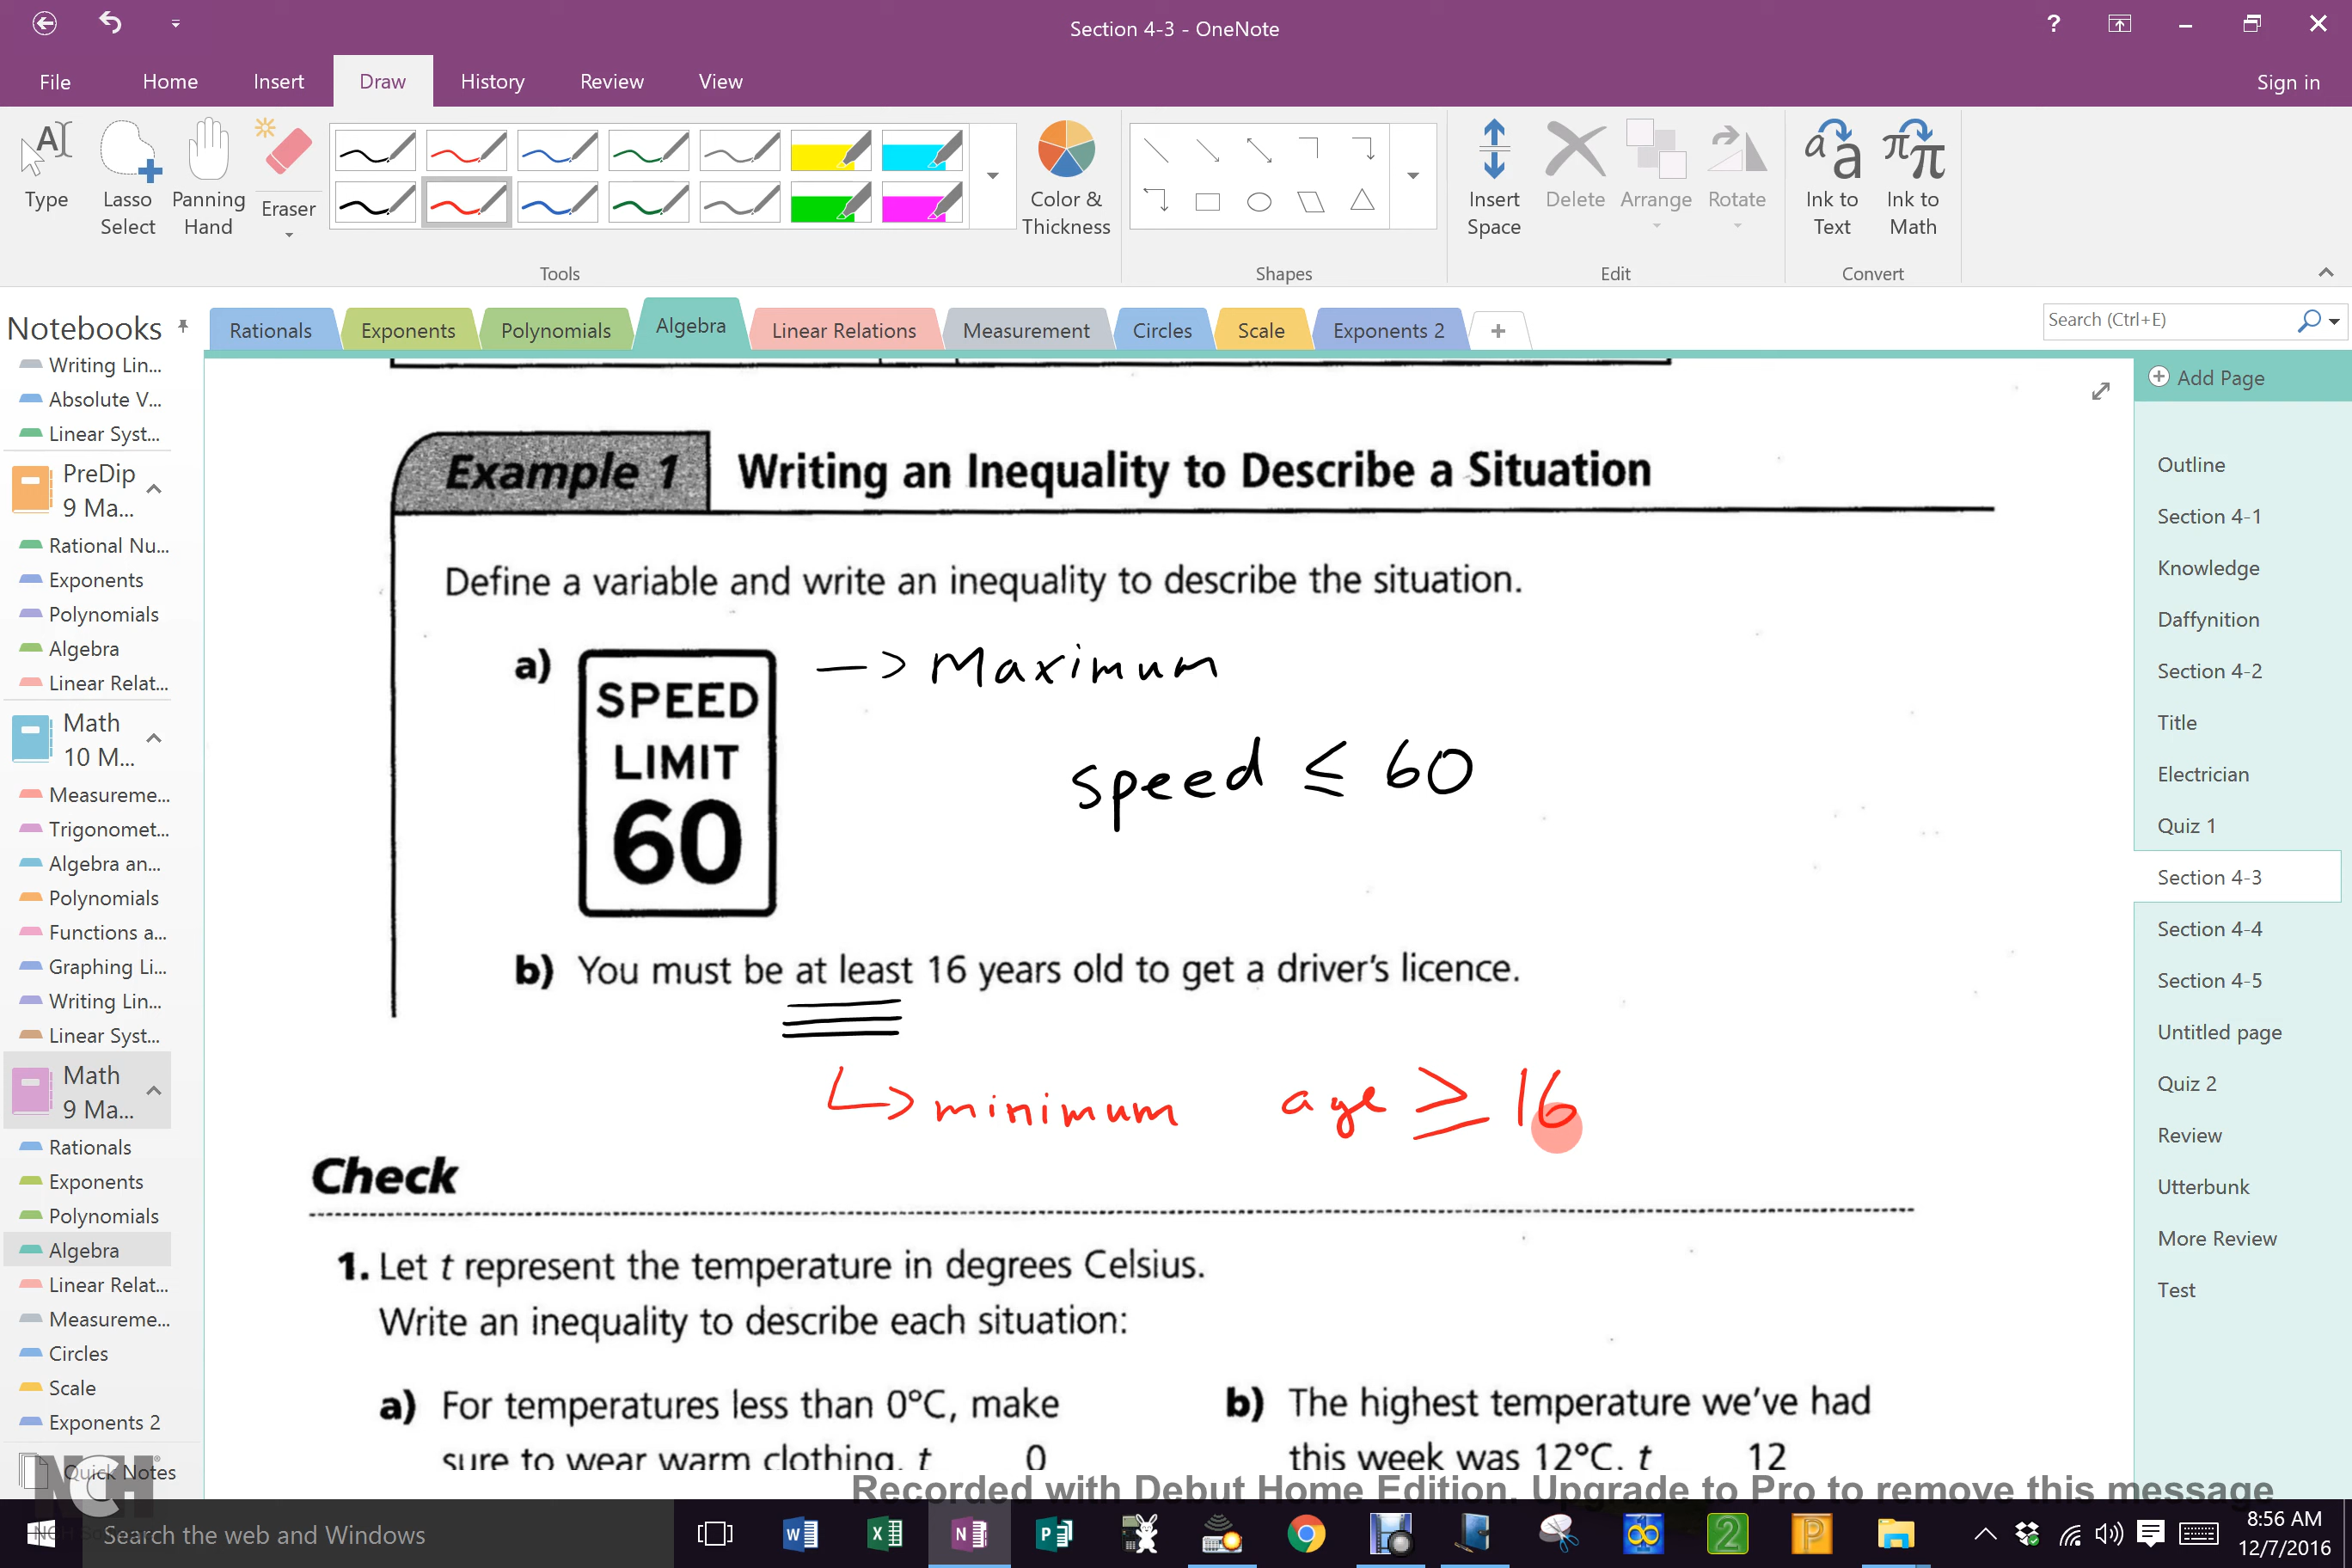 Section 4-3 - OneNote
?
File Home Insert Draw History Review View Sign in
Type
Lasso Select
Panning Hand
Eraser
Color & Thickness
Insert Space
Delete
Arrange
Rotate
Ink to Text
Ink to Math
Tools
Shapes
Edit
Convert
Notebooks
Rationals Exponents Polynomials Algebra Linear Relations Measurement Circles Scale Exponents 2 +
Search (Ctrl+E)
Writing Lin...
Absolute V...
Linear Syst...
PreDip
9 Ma...
Rational Nu...
Exponents
Polynomials
Algebra
Linear Relat...
Math
10 M...
Measureme...
Trigonomet...
Algebra an...
Polynomials
Functions a...
Graphing Li...
Writing Lin...
Linear Syst...
Math
9 Ma...
Rationals
Exponents
Polynomials
Algebra
Linear Relat...
Measureme...
Circles
Scale
Exponents 2
Quick Notes
Example 1 Writing an Inequality to Describe a Situation
Define a variable and write an inequality to describe the situation.
a) SPEED
LIMIT
60
—> Maximum
speed ≤ 60
b) You must be at least 16 years old to get a driver's licence.
↳ minimum age ≥ 16
Check
1. Let t represent the temperature in degrees Celsius.
Write an inequality to describe each situation:
a) For temperatures less than 0°C, make
sure to wear warm clothing. t 0
b) The highest temperature we've had
this week was 12°C. t 12
Add Page
Outline
Section 4-1
Knowledge
Daffynition
Section 4-2
Title
Electrician
Quiz 1
Section 4-3
Section 4-4
Section 4-5
Untitled page
Quiz 2
Review
Utterbunk
More Review
Test
NCH
Recorded with Debut Home Edition. Upgrade to Pro to remove this message
Search the web and Windows
8:56 AM
12/7/2016